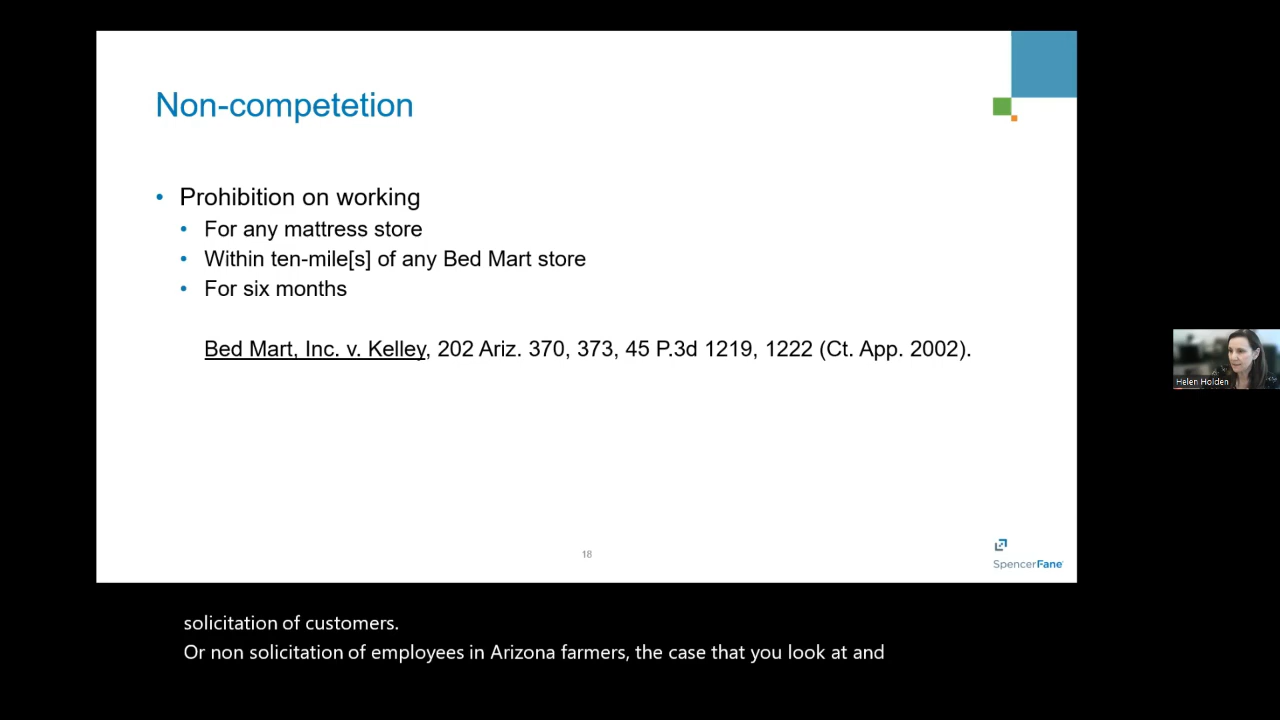 Non-competetion
• Prohibition on working
• For any mattress store
• Within ten-mile[s] of any Bed Mart store
• For six months
Bed Mart, Inc. v. Kelley, 202 Ariz. 370, 373, 45 P.3d 1219, 1222 (Ct. App. 2002).
Helen Holden
18
SpencerFane
solicitation of customers.
Or non solicitation of employees in Arizona farmers, the case that you look at and